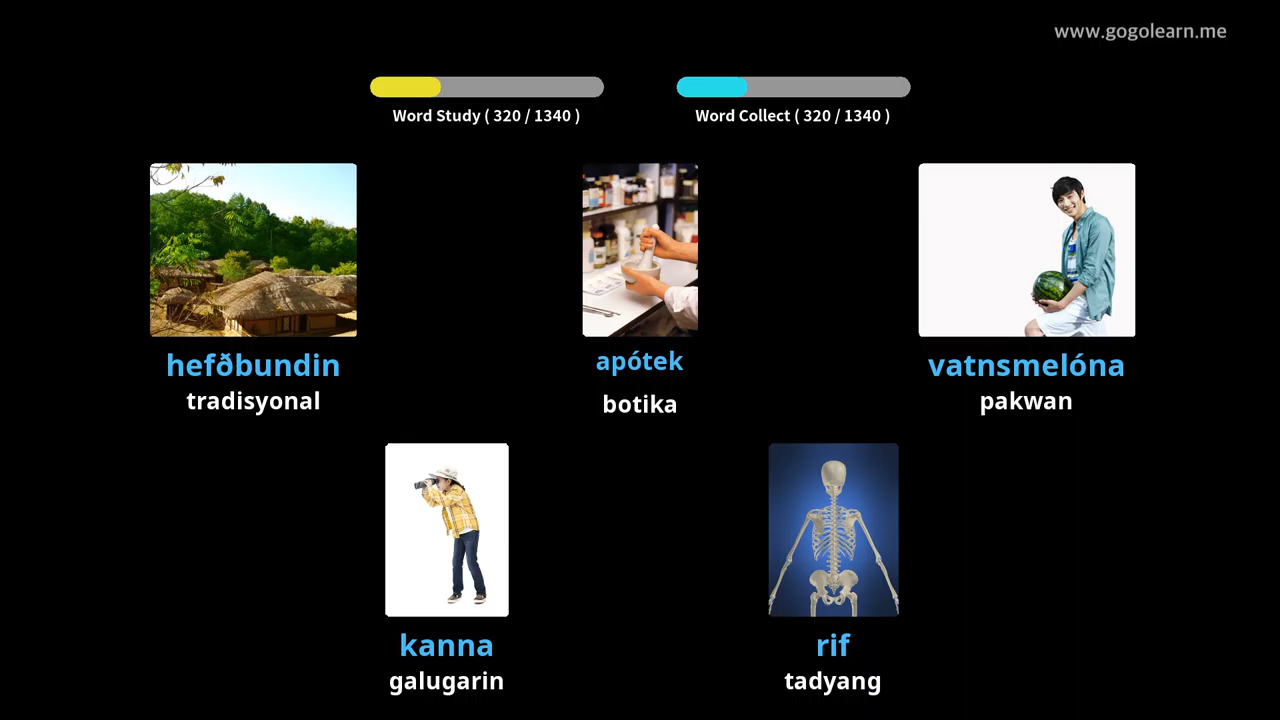 www.gogolearn.me
Word Study ( 320 / 1340 )
Word Collect ( 320 / 1340 )
hefðbundin
tradisyonal
apótek
botika
vatnsmelóna
pakwan
kanna
galugarin
rif
tadyang